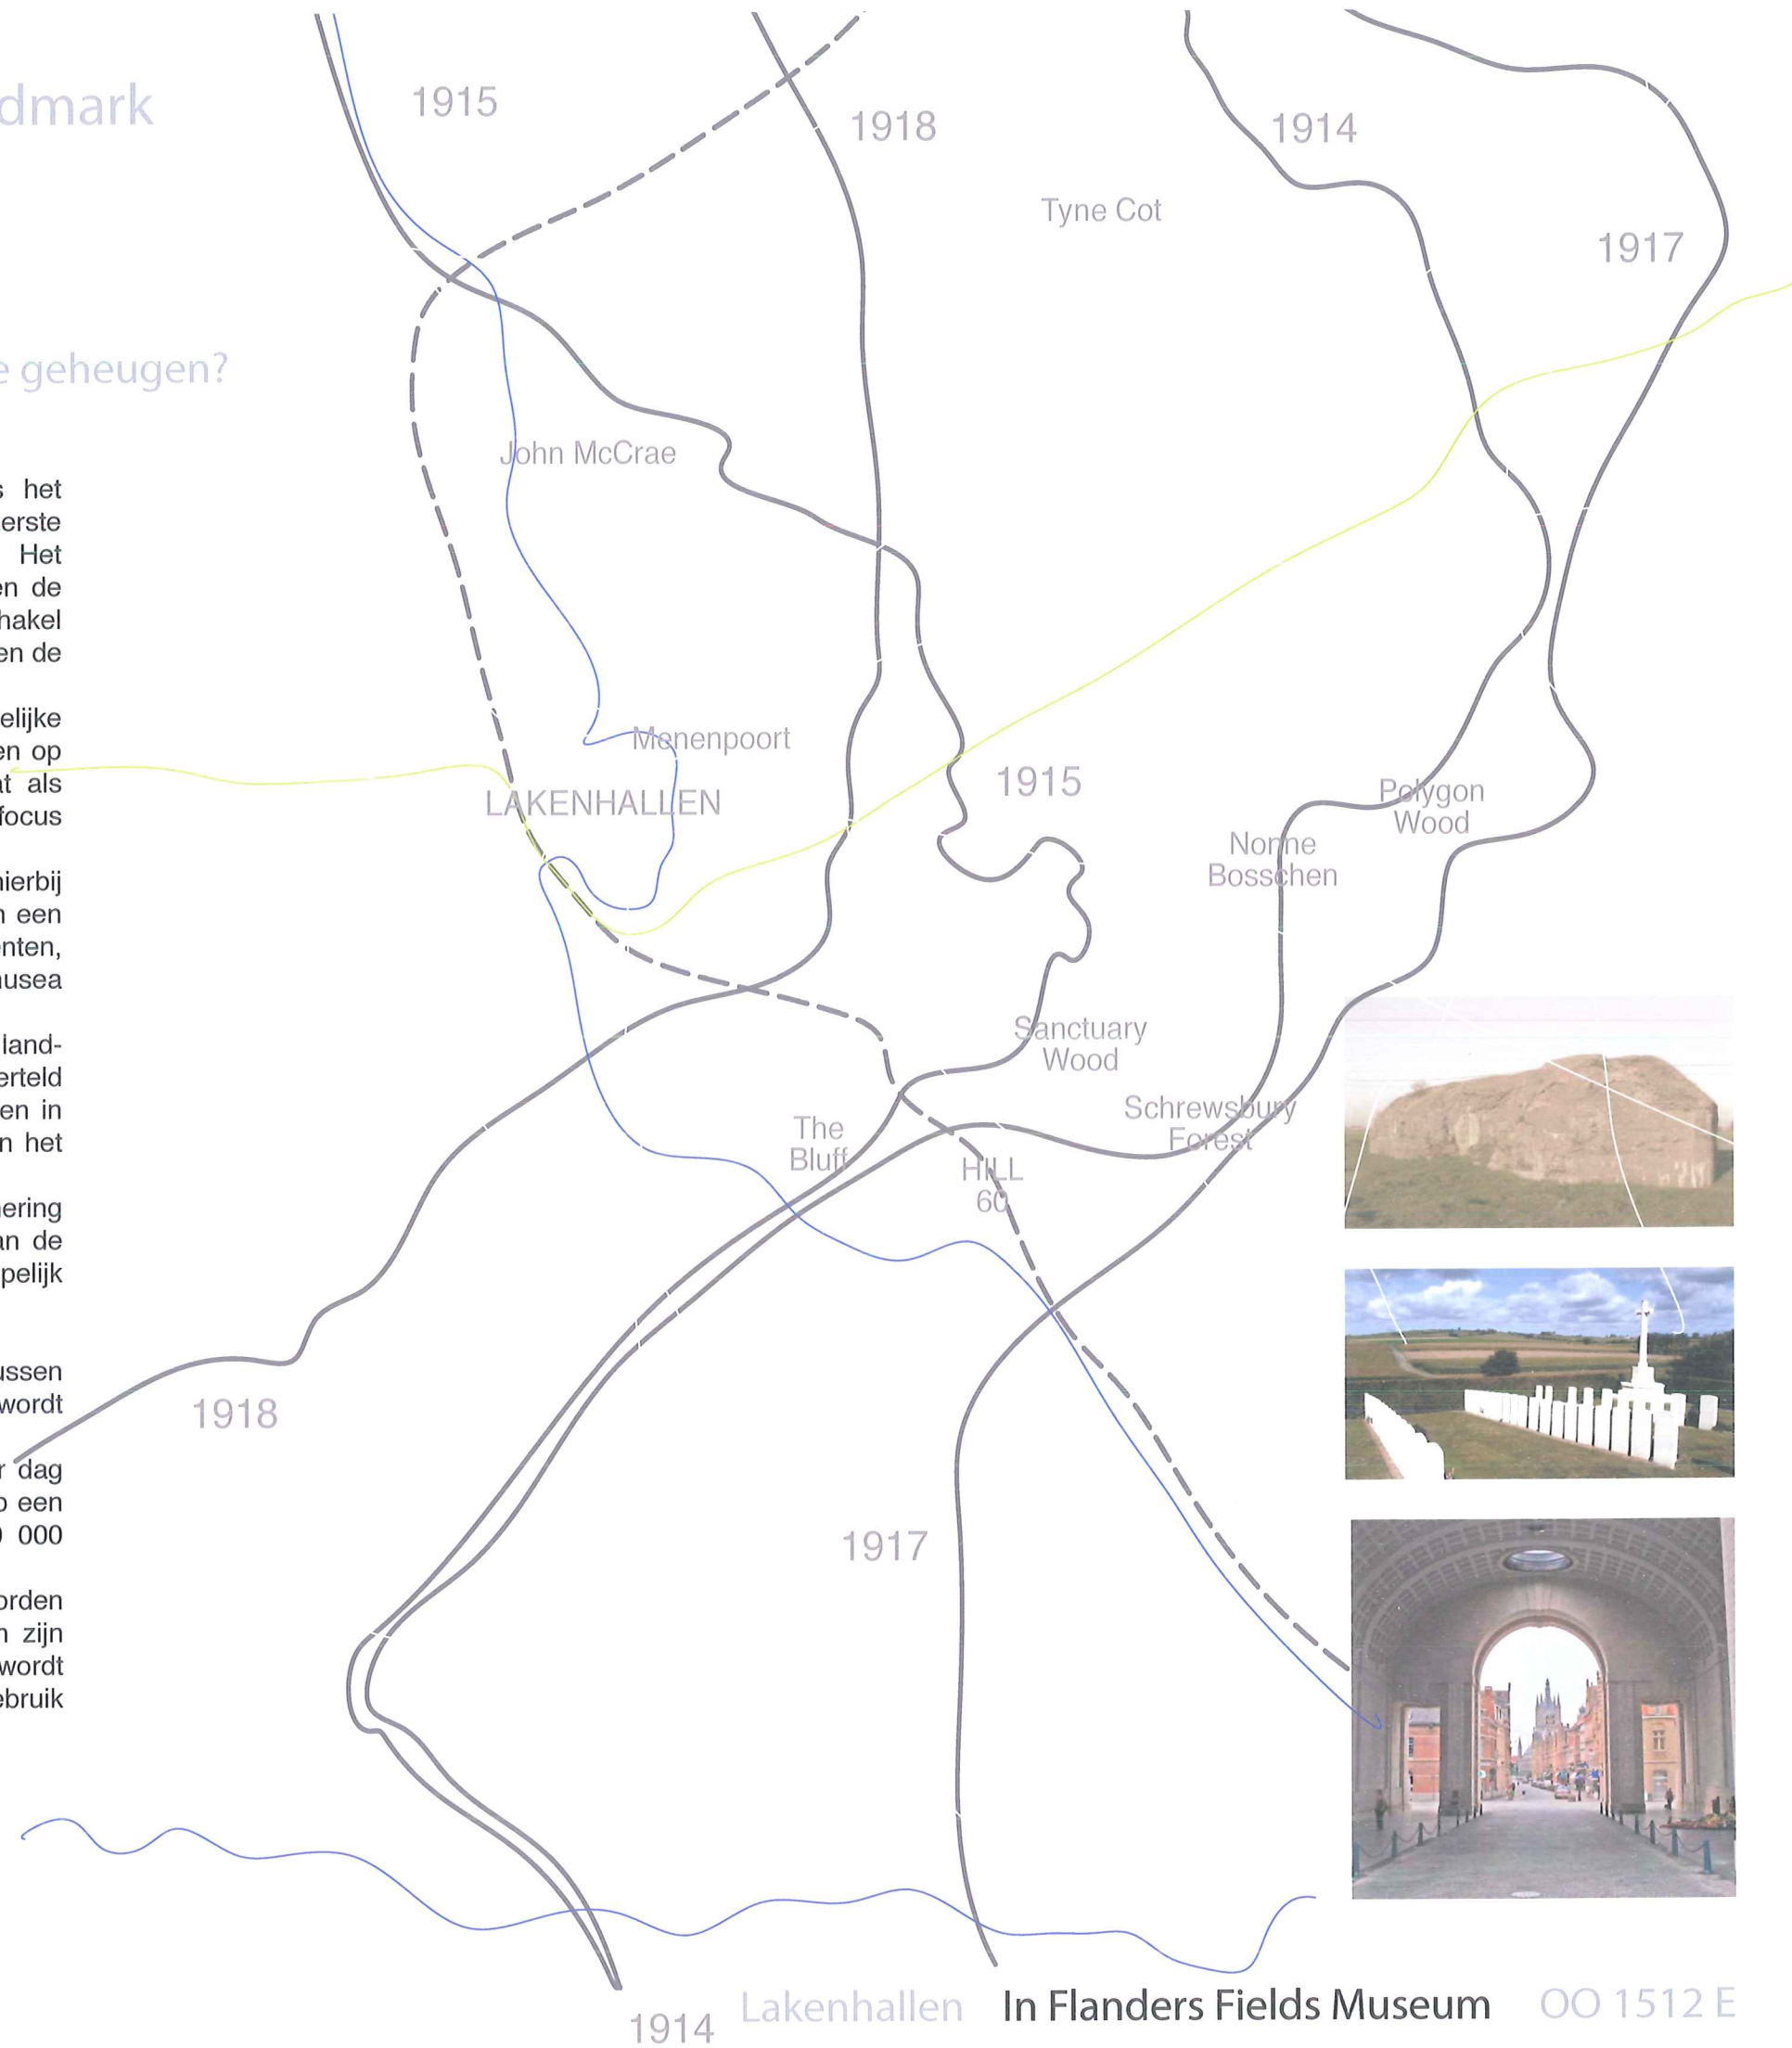 dmark
e geheugen?
s het
erste
Het
en de
hakel
en de
elijke
en op
at als
focus
hierbij
n een
enten,
nusea
land-
erteld
en in
n het
nering
an de
pelijk
ussen
wordt
r dag
o een
0 000
orden
n zijn
wordt
ebruik
1915
1918
1914
Tyne Cot
1917
John McCrae
Menenpoort
LAKENHALLEN
1915
Polygon
Wood
Nonne
Bosschen
Sanctuary
Wood
Schrewsbury
Forest
The
Bluff
HILL
60
1918
1917
1914
Lakenhallen In Flanders Fields Museum OO 1512 E